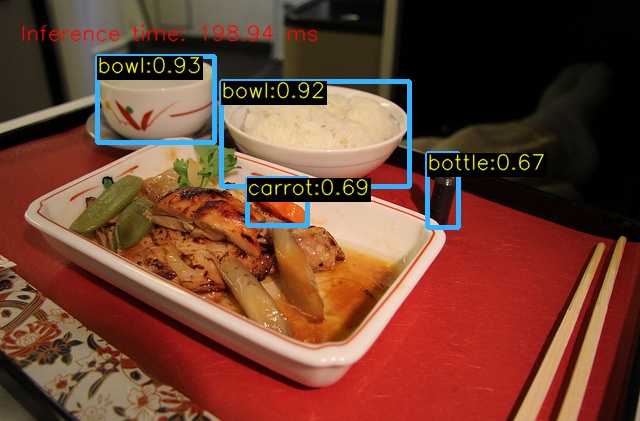 Inference time: 198.94 ms
bowl:0.93
bowl:0.92
bottle:0.67
carrot:0.69